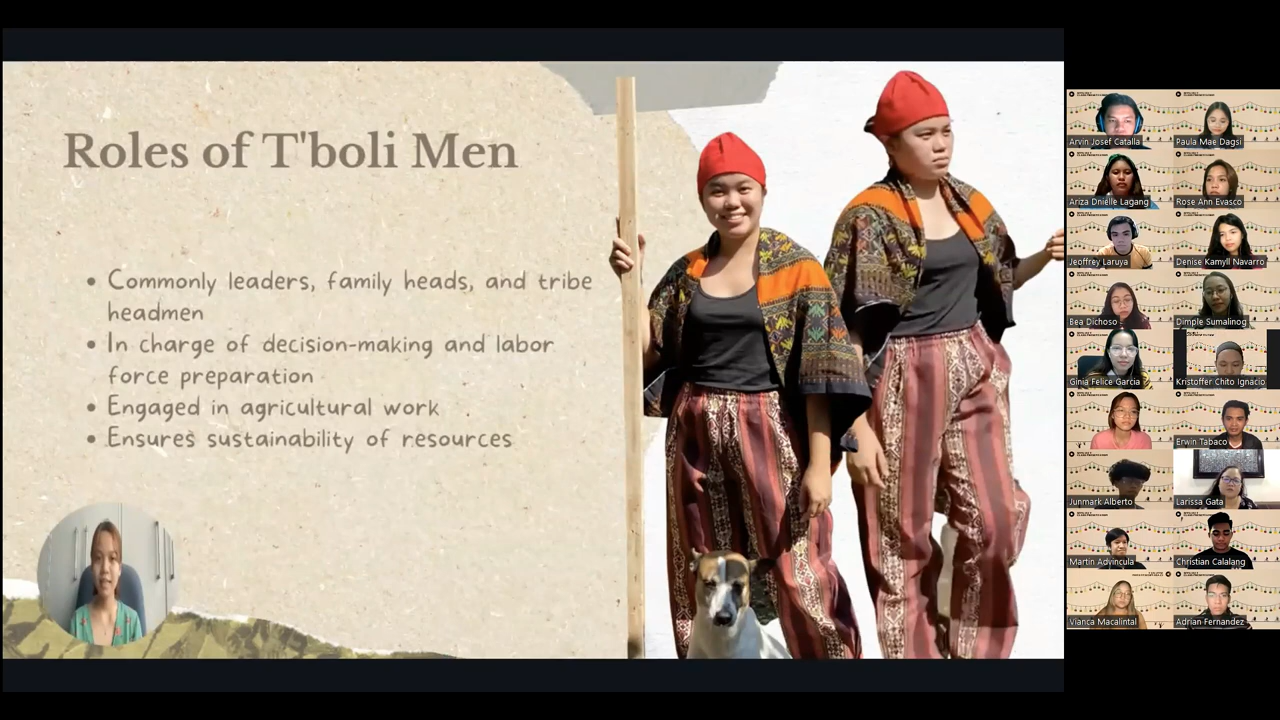 Roles of T'boli Men
• Commonly leaders, family heads, and tribe
headmen
• In charge of decision-making and labor
force preparation
• Engaged in agricultural work
• Ensures sustainability of resources
Arvin Josef Catalla
Paula Mae Dagsi
Ariza Dnielle Lagang
Rose Ann Evasco
Jeoffrey Laruya
Denise Kamyll Navarro
Bea Dichoso
Dimple Sumalinog
Ginia Felice Garcia
Kristoffer Chito Ignacio
Erwin Tabaco
Junmark Alberto
Larissa Gata
Martin Advincula
Christian Calalang
Vianca Macalintal
Adrian Fernandez